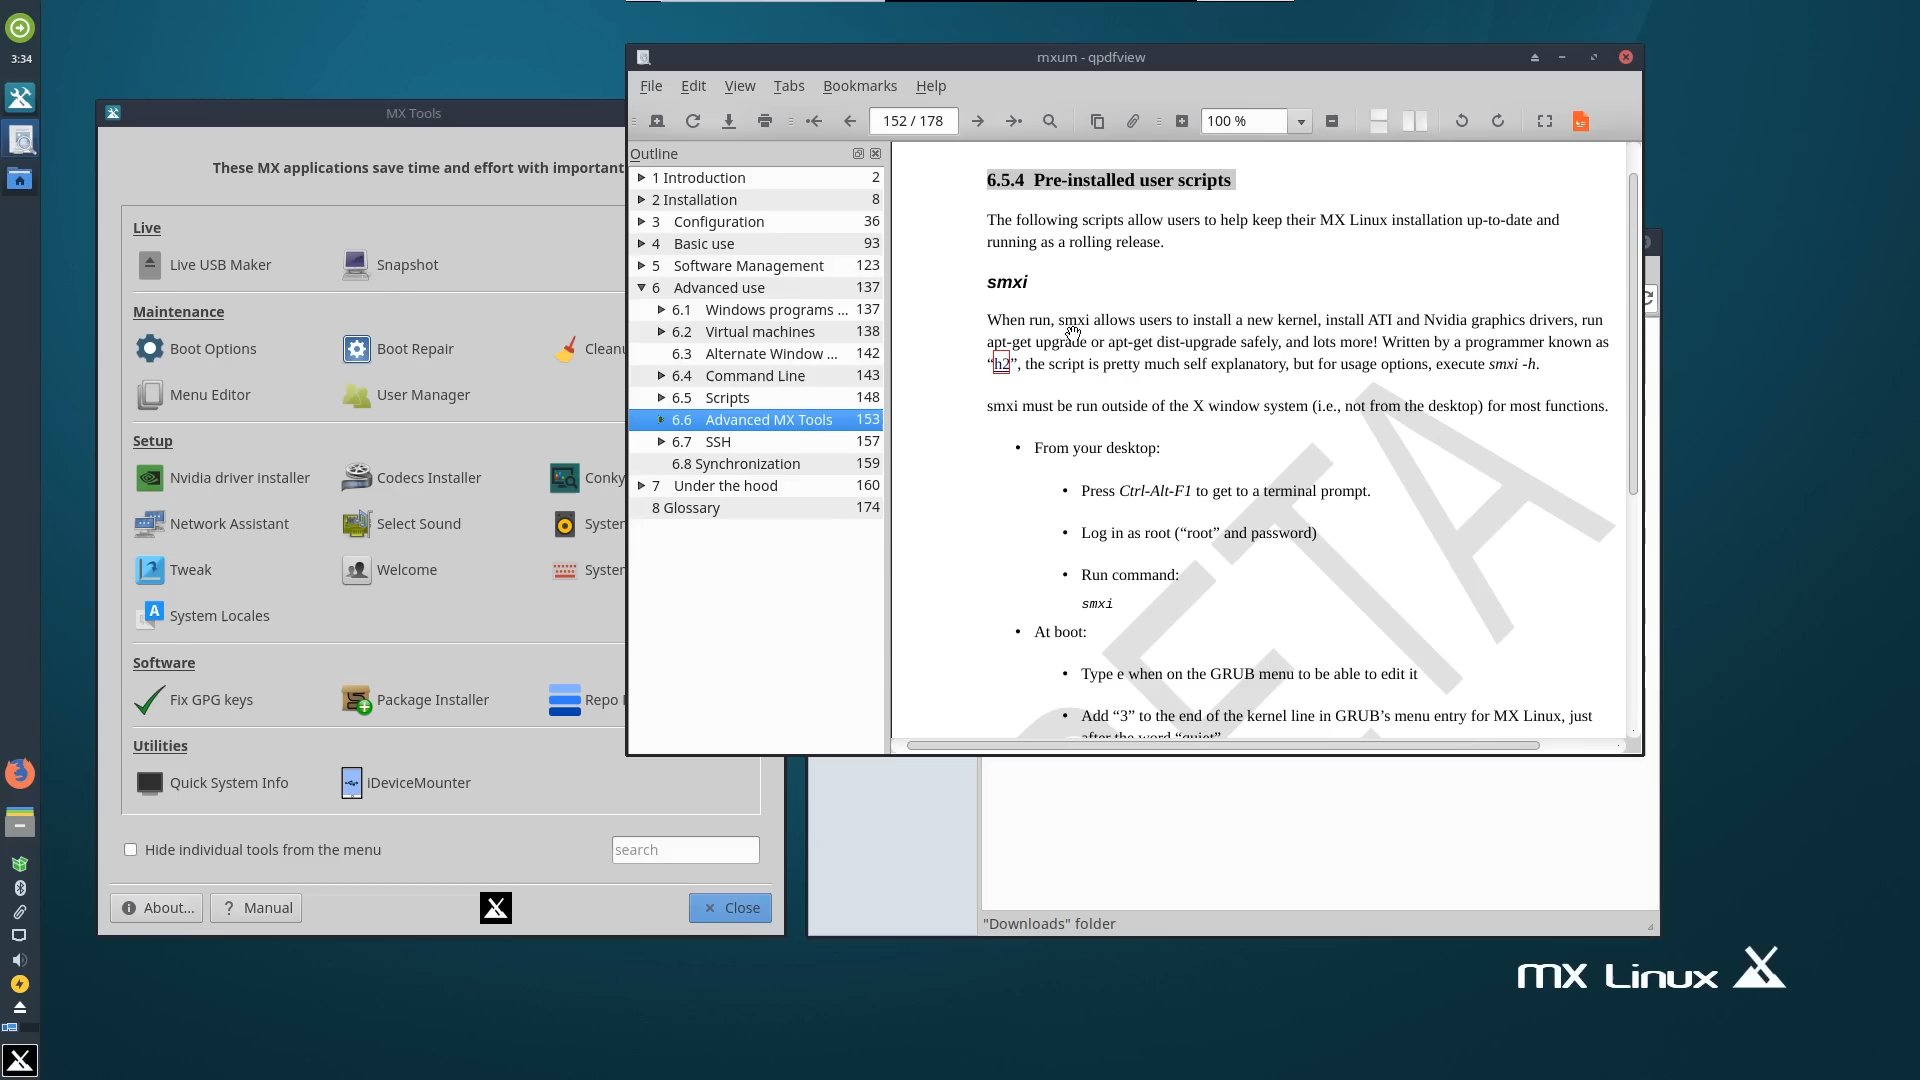 3:34
MX Tools
These MX applications save time and effort with important
Live
Live USB Maker
Snapshot
Maintenance
Boot Options
Boot Repair
Menu Editor
User Manager
Setup
Nvidia driver installer
Codecs Installer
Conky
Network Assistant
Select Sound
Tweak
Welcome
System Locales
Software
Fix GPG keys
Package Installer
Repo
Utilities
Quick System Info
iDeviceMounter
Hide individual tools from the menu
search
About...
? Manual
Close
mxum - qpdfview
File Edit View Tabs Bookmarks Help
152 / 178
100 %
Outline
1 Introduction 2
2 Installation 8
3 Configuration 36
4 Basic use 93
5 Software Management 123
6 Advanced use 137
6.1 Windows programs ... 137
6.2 Virtual machines 138
6.3 Alternate Window ... 142
6.4 Command Line 143
6.5 Scripts 148
6.6 Advanced MX Tools 153
6.7 SSH 157
6.8 Synchronization 159
7 Under the hood 160
8 Glossary 174
6.5.4 Pre-installed user scripts
The following scripts allow users to help keep their MX Linux installation up-to-date and
running as a rolling release.
smxi
When run, smxi allows users to install a new kernel, install ATI and Nvidia graphics drivers, run
apt-get upgrade or apt-get dist-upgrade safely, and lots more! Written by a programmer known as
“h2”, the script is pretty much self explanatory, but for usage options, execute smxi -h.
smxi must be run outside of the X window system (i.e., not from the desktop) for most functions.
• From your desktop:
• Press Ctrl-Alt-F1 to get to a terminal prompt.
• Log in as root (“root” and password)
• Run command:
smxi
• At boot:
• Type e when on the GRUB menu to be able to edit it
• Add “3” to the end of the kernel line in GRUB’s menu entry for MX Linux, just
after the word “quiet”
"Downloads" folder
MX Linux